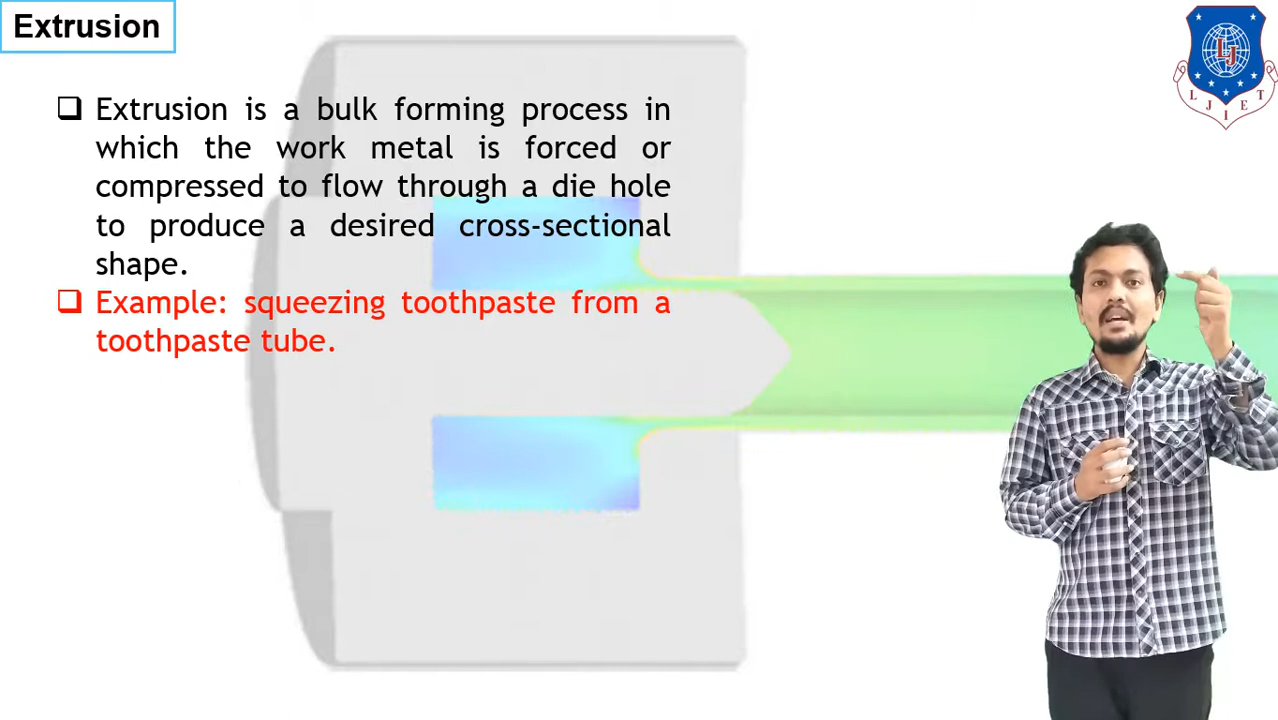 Extrusion
❑ Extrusion is a bulk forming process in
which the work metal is forced or
compressed to flow through a die hole
to produce a desired cross-sectional
shape.
❑ Example: squeezing toothpaste from a
toothpaste tube.
LJ
L J I E T